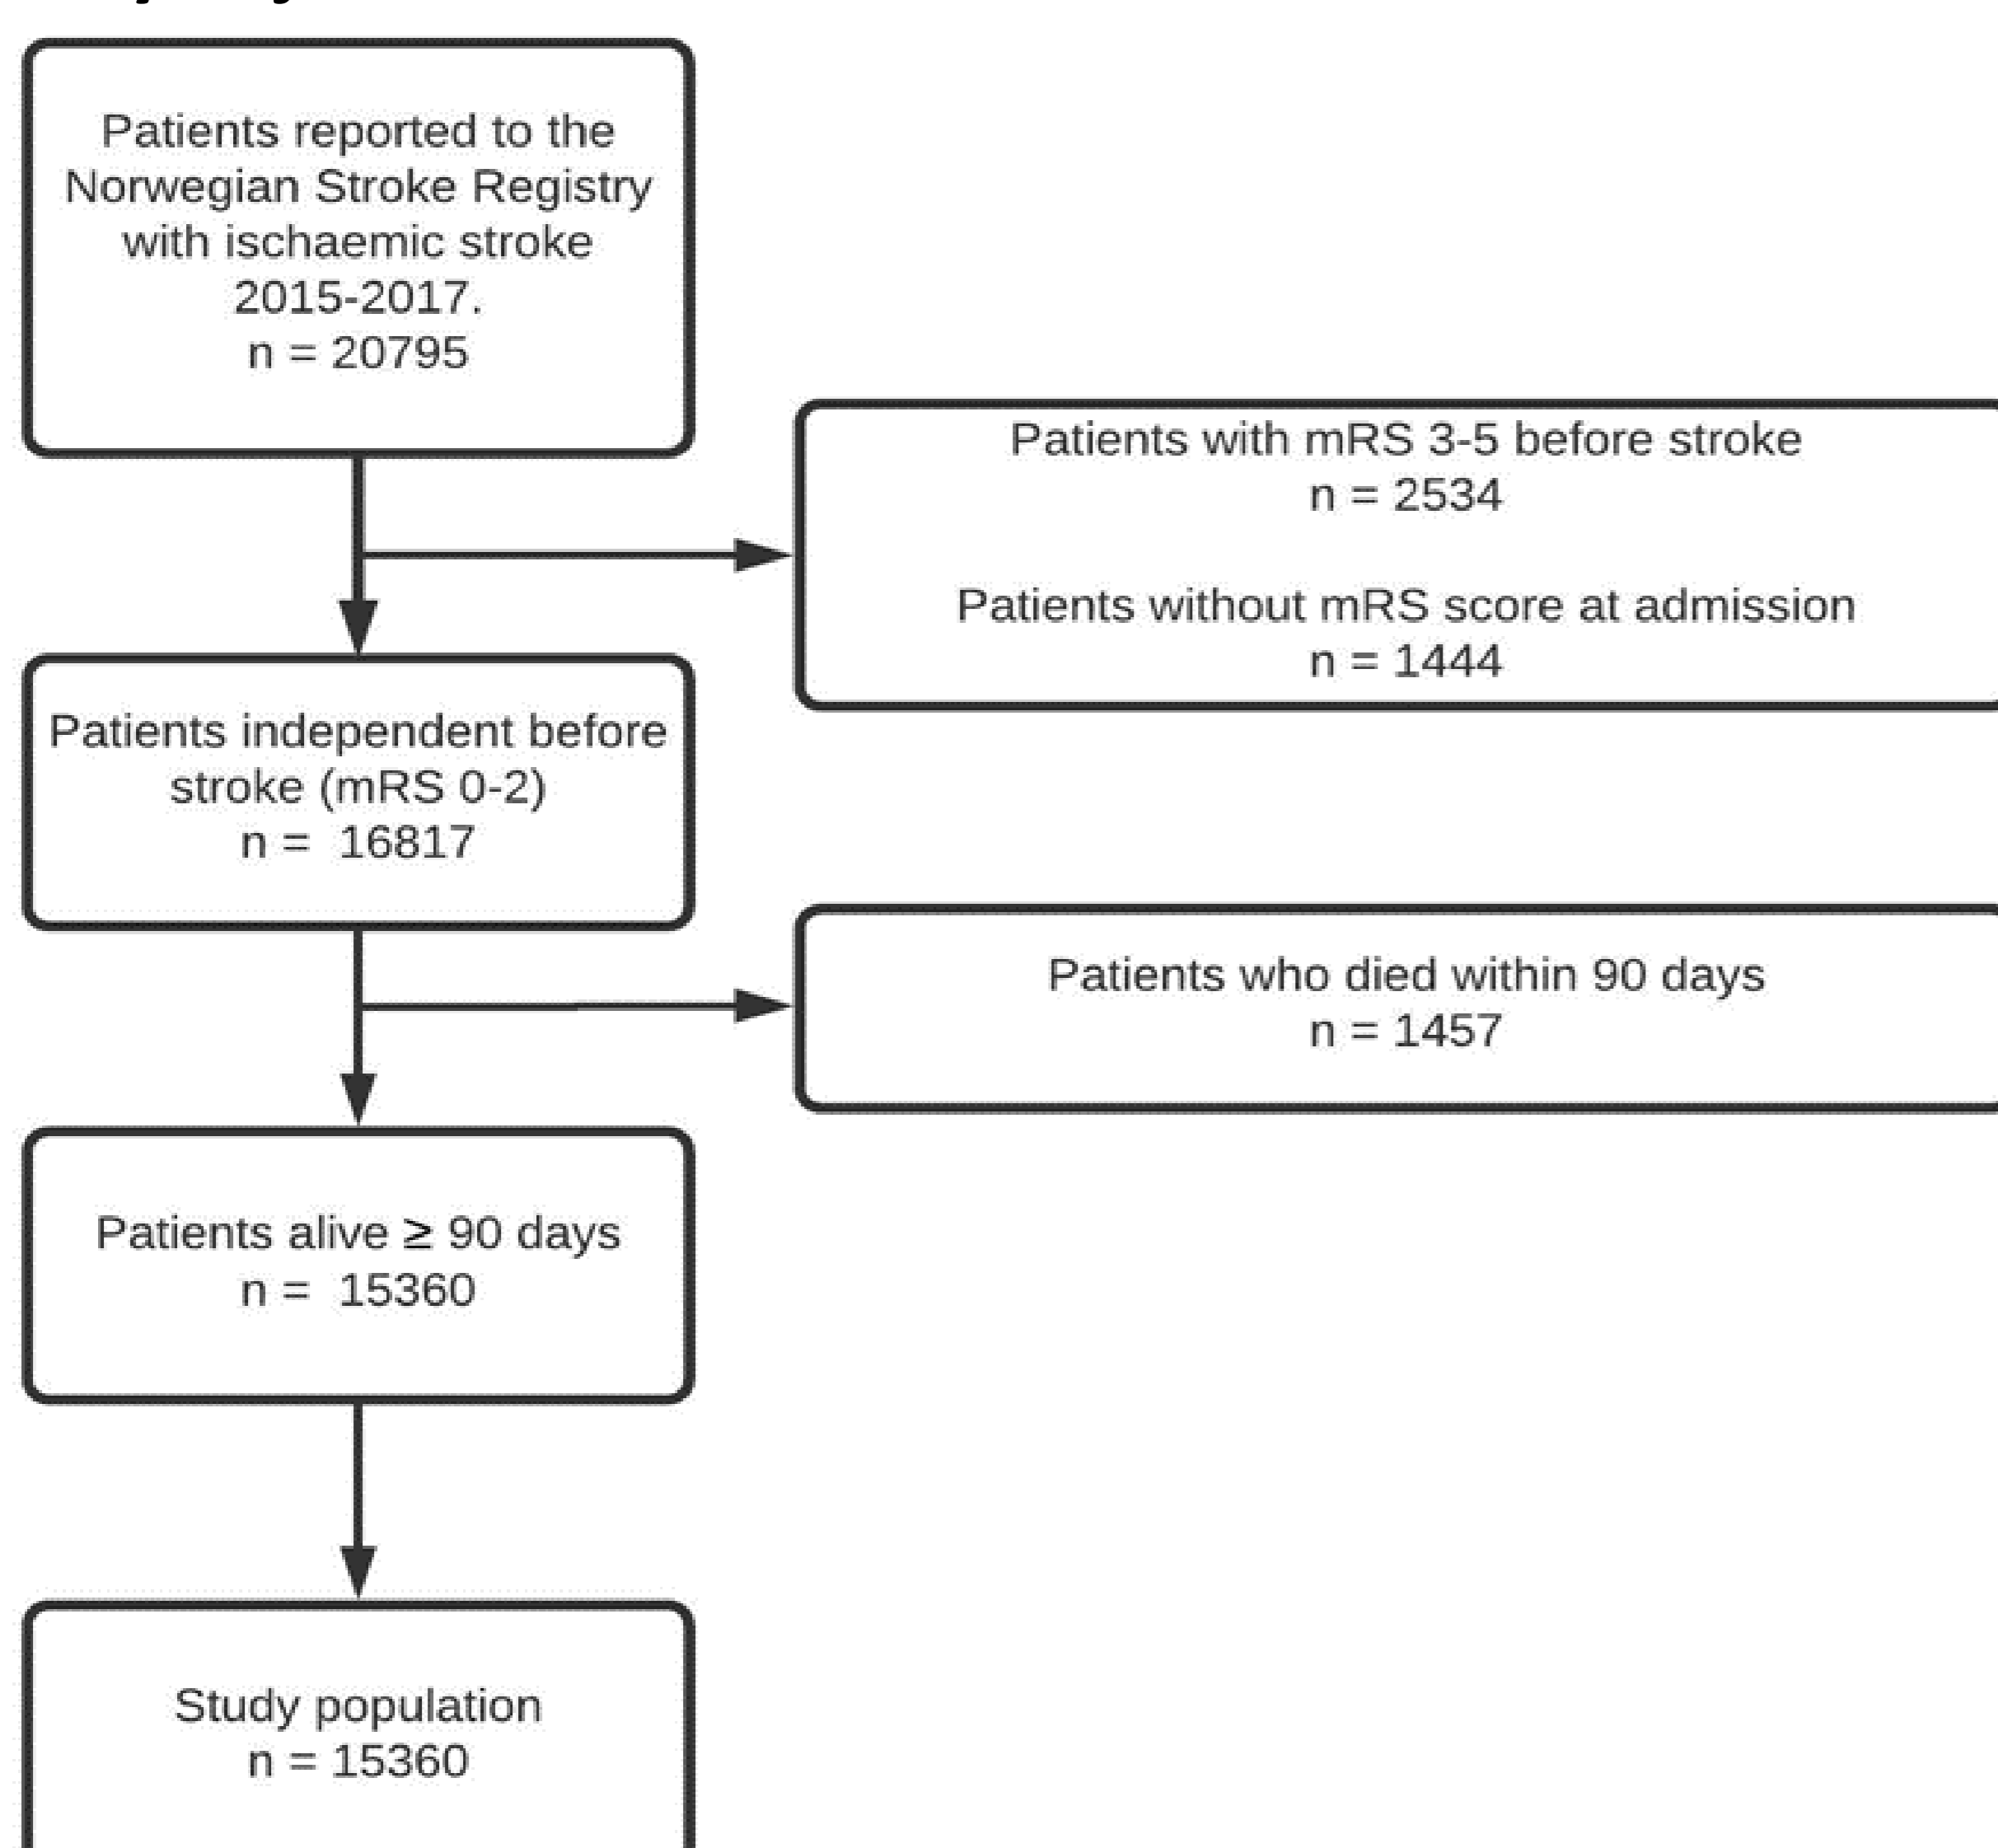 Patients reported to the
Norwegian Stroke Registry
with ischaemic stroke
2015-2017.
n = 20795
Patients with mRS 3-5 before stroke
n = 2534
Patients without mRS score at admission
n = 1444
Patients independent before
stroke (mRS 0-2)
n = 16817
Patients who died within 90 days
n = 1457
Patients alive ≥ 90 days
n = 15360
Study population
n = 15360